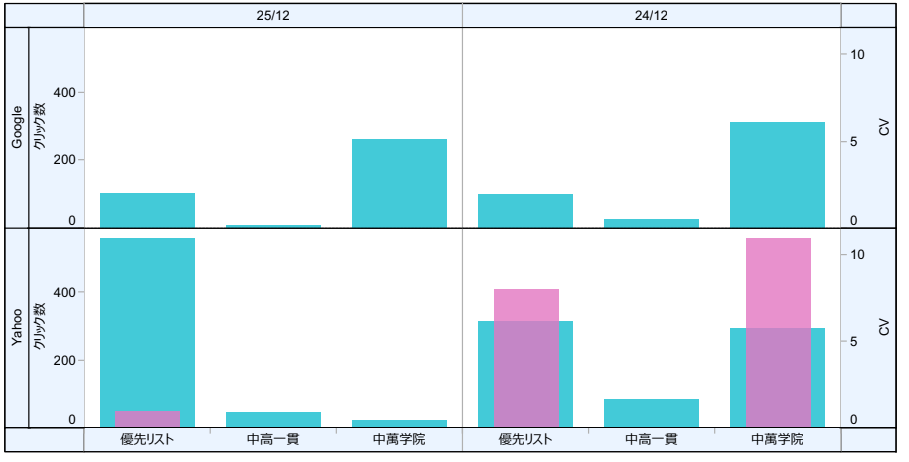 25/12
24/12
Google
クリック数
400
200
0
10
5
0
CV
Yahoo
クリック数
400
200
0
10
5
0
CV
優先リスト
中高一貫
中萬学院
優先リスト
中高一貫
中萬学院